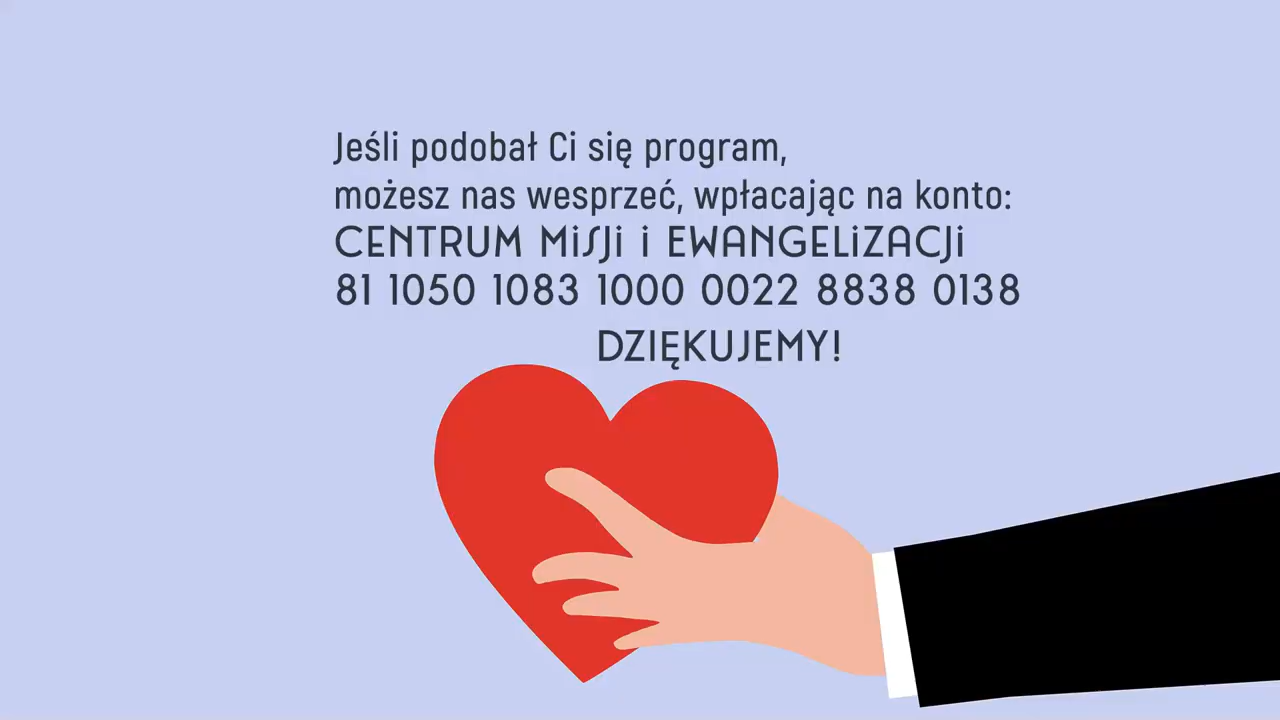 Jeśli podobał Ci się program,
możesz nas wesprzeć, wpłacając na konto:
CENTRUM MiSJi i EWANGELiZACJi
81 1050 1083 1000 0022 8838 0138
DZIĘKUJEMY!